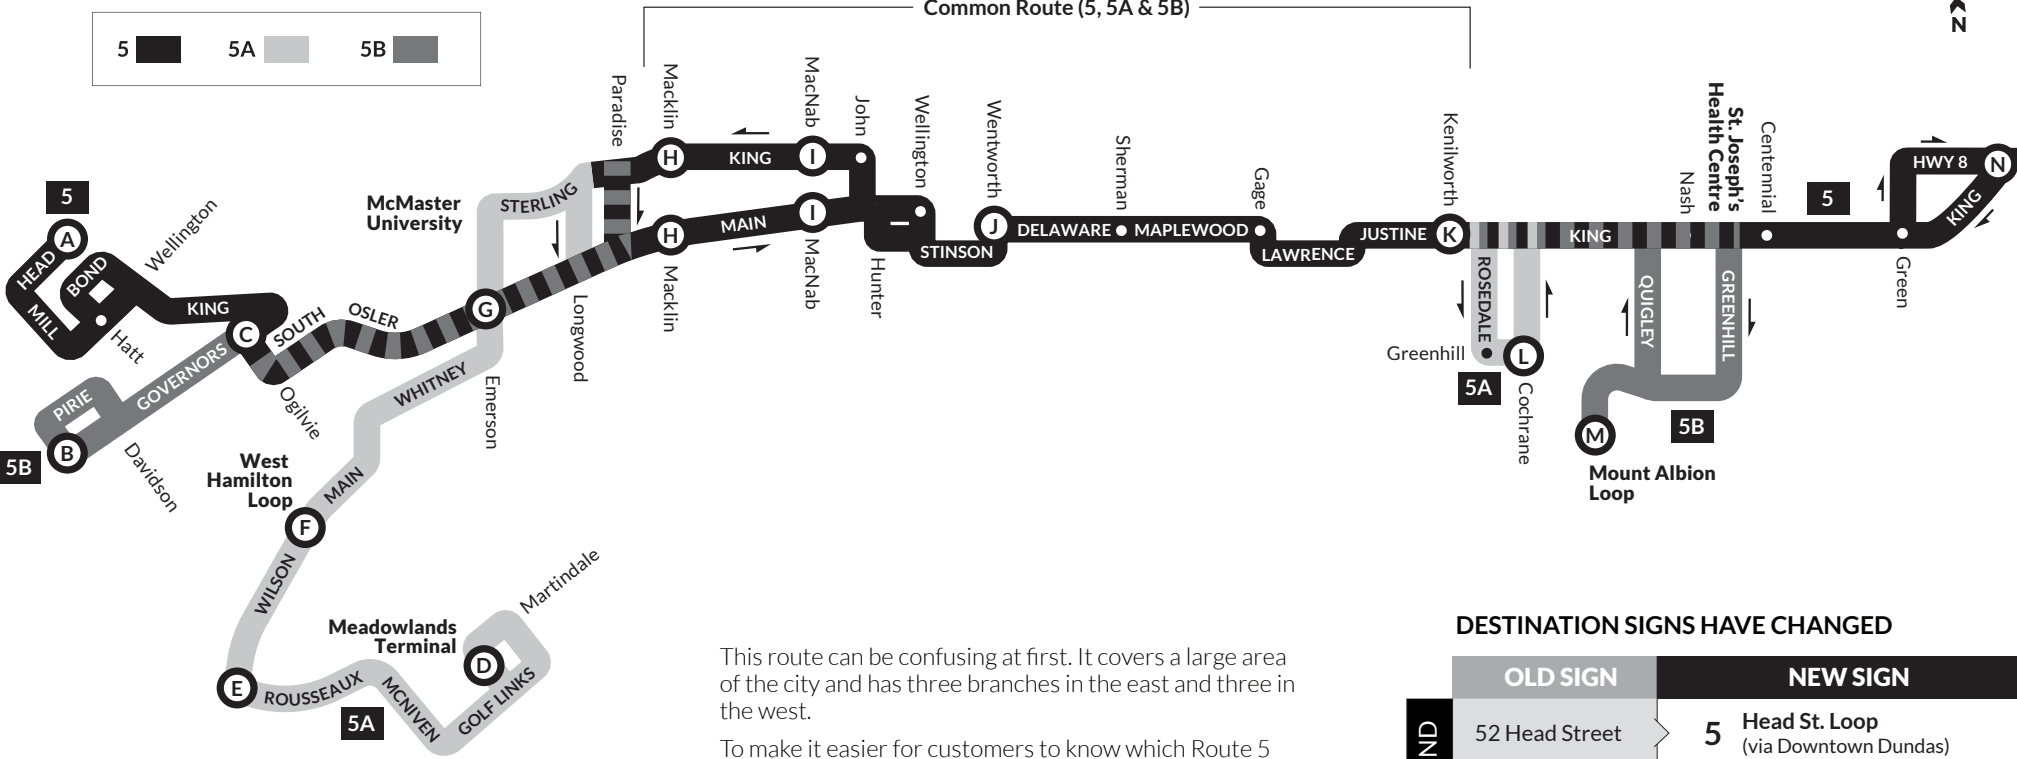 Common Route (5, 5A & 5B)
N
5
5A
5B
Paradise
Macklin
MacNab
John
Wellington
Wentworth
Sherman
Gage
Kenilworth
Nash
St. Joseph's
Health Centre
Centennial
5
HWY 8
N
KING
Green
5
A
HEAD
MILL
BOND
Wellington
Hatt
KING
C
SOUTH
OSLER
GOVERNORS
Ogilvie
PIRIE
B
5B
Davidson
McMaster
University
STERLING
G
Longwood
Emerson
WHITNEY
H
KING
I
H
MAIN
I
Macklin
MacNab
Hunter
STINSON
J
DELAWARE
MAPLEWOOD
LAWRENCE
JUSTINE
K
KING
ROSEDALE
Greenhill
L
5A
Cochrane
QUIGLEY
GREENHILL
M
5B
Mount Albion
Loop
West
Hamilton
Loop
MAIN
F
WILSON
E
ROUSSEAUX
5A
MCNIVEN
GOLF LINKS
Meadowlands
Terminal
D
Martindale
This route can be confusing at first. It covers a large area
of the city and has three branches in the east and three in
the west.
To make it easier for customers to know which Route 5
DESTINATION SIGNS HAVE CHANGED
OLD SIGN
NEW SIGN
ND
52 Head Street
5
Head St. Loop
(via Downtown Dundas)